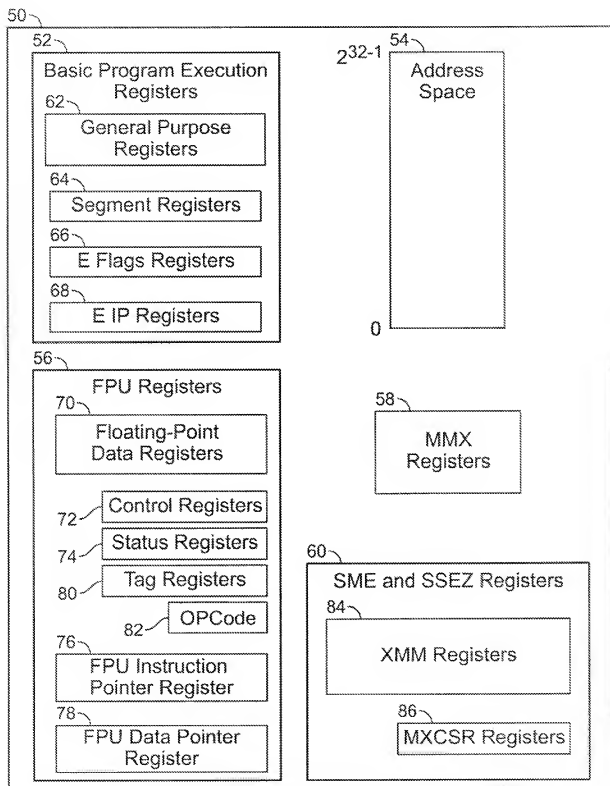 50
52
Basic Program Execution
Registers
62
General Purpose
Registers
64
Segment Registers
66
E Flags Registers
68
E IP Registers
2^32-1
54
Address
Space
0
56
FPU Registers
70
Floating-Point
Data Registers
72
Control Registers
74
Status Registers
80
Tag Registers
82
OPCode
76
FPU Instruction
Pointer Register
78
FPU Data Pointer
Register
58
MMX
Registers
60
SME and SSEZ Registers
84
XMM Registers
86
MXCSR Registers